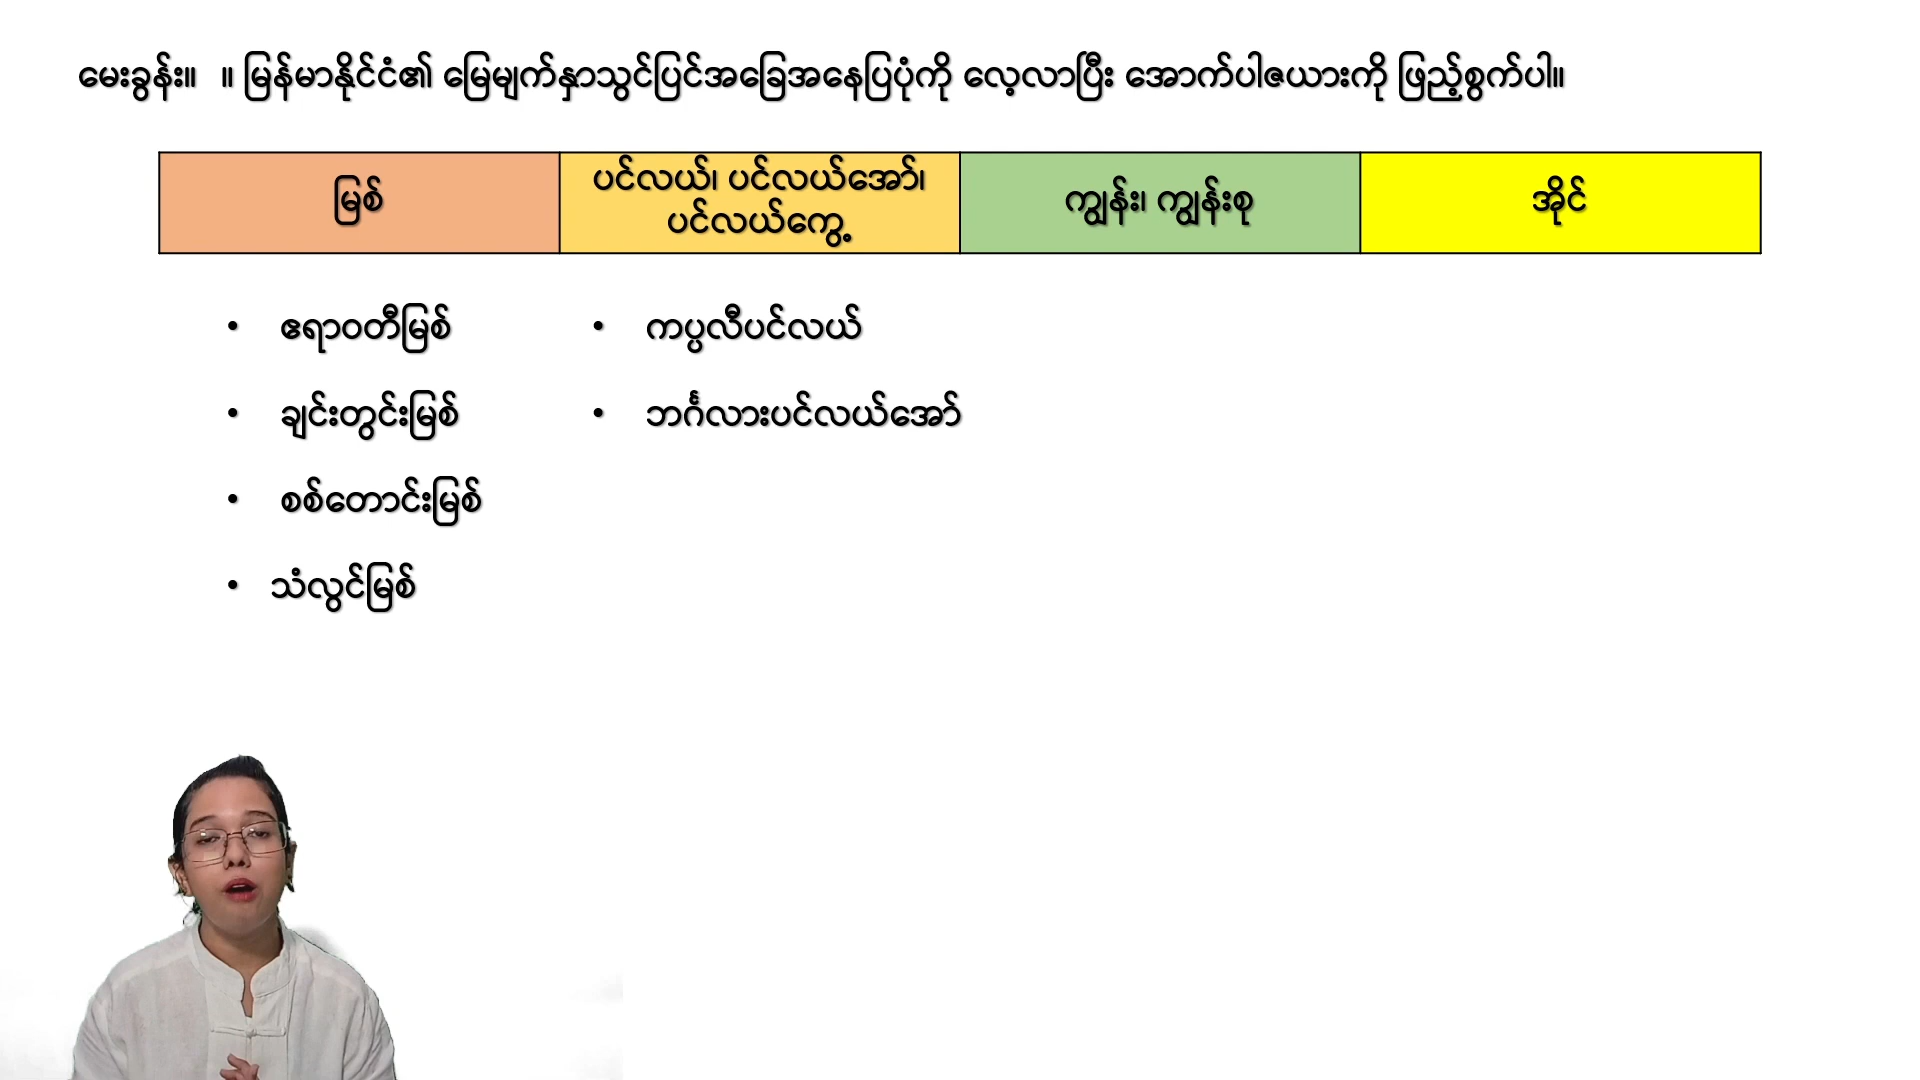 မေးခွန်း။ ။ မြန်မာနိုင်ငံ၏ မြေမျက်နှာသွင်ပြင်အခြေအနေပြပုံကို လေ့လာပြီး အောက်ပါဇယားကို ဖြည့်စွက်ပါ။
မြစ်
ပင်လယ်၊ ပင်လယ်အော်၊
ပင်လယ်ကွေ့
ကျွန်း၊ ကျွန်းစု
အိုင်
• ဧရာဝတီမြစ်
• ချင်းတွင်းမြစ်
• စစ်တောင်းမြစ်
• သံလွင်မြစ်
• ကပ္ပလီပင်လယ်
• ဘင်္ဂလားပင်လယ်အော်